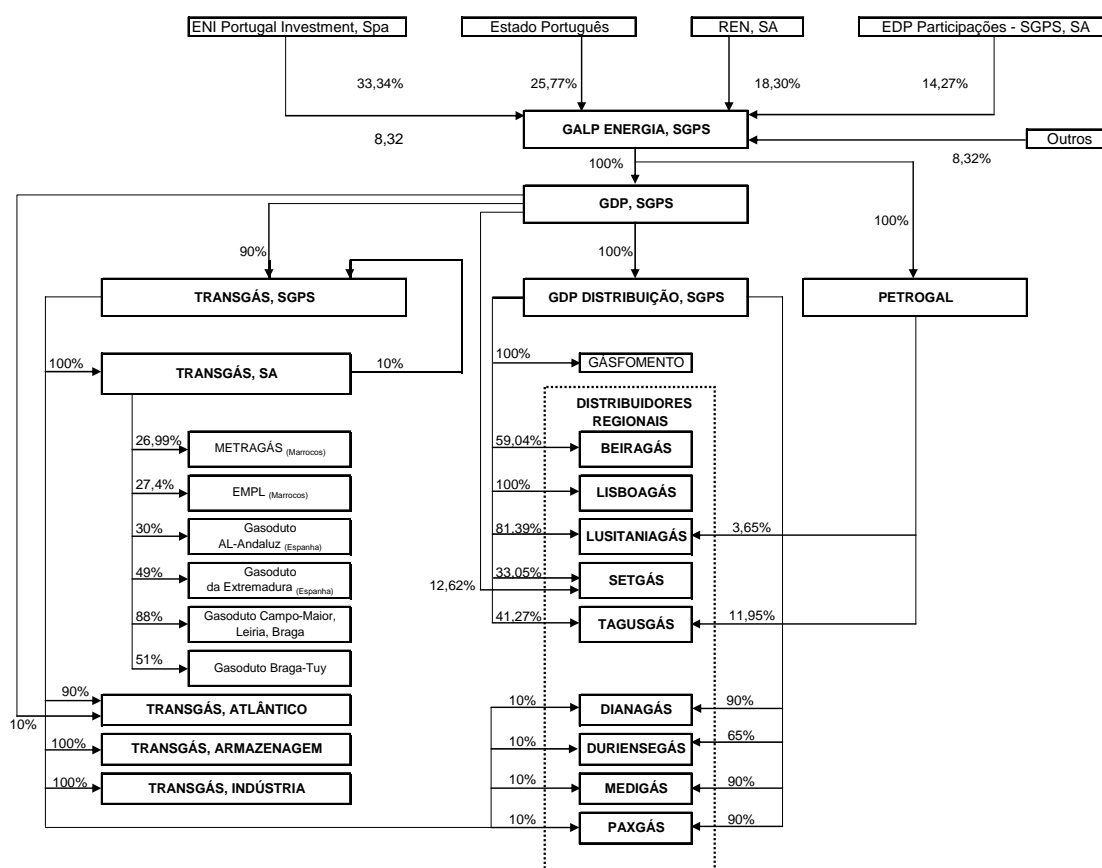 ENI Portugal Investment, Spa
Estado Português
REN, SA
EDP Participações - SGPS, SA
33,34%
25,77%
18,30%
14,27%
GALP ENERGIA, SGPS
8,32
Outros
8,32%
100%
GDP, SGPS
100%
90%
100%
TRANSGÁS, SGPS
GDP DISTRIBUIÇÃO, SGPS
PETROGAL
100%
TRANSGÁS, SA
10%
100%
GÁSFOMENTO
DISTRIBUIDORES
REGIONAIS
26,99%
METRAGÁS (Marrocos)
59,04%
BEIRAGÁS
27,4%
EMPL (Marrocos)
100%
LISBOAGÁS
30%
Gasoduto
AL-Andaluz (Espanha)
81,39%
LUSITANIAGÁS
3,65%
49%
Gasoduto
da Extremadura (Espanha)
12,62%
33,05%
SETGÁS
88%
Gasoduto Campo-Maior,
Leiria, Braga
41,27%
TAGUSGÁS
11,95%
51%
Gasoduto Braga-Tuy
90%
10%
TRANSGÁS, ATLÂNTICO
10%
DIANAGÁS
90%
100%
TRANSGÁS, ARMAZENAGEM
10%
DURIENSEGÁS
65%
100%
TRANSGÁS, INDÚSTRIA
10%
MEDIGÁS
90%
10%
PAXGÁS
90%